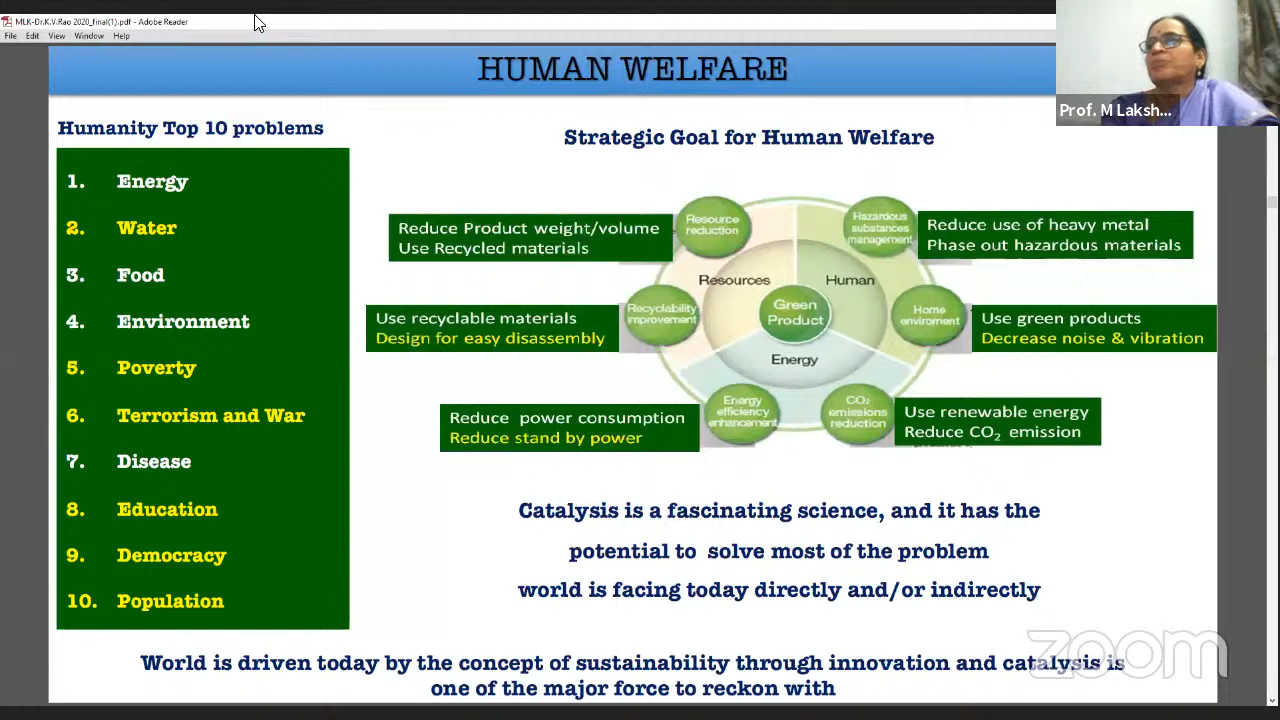 MLK-Dr.K.V.Rao 2020_final(1).pdf - Adobe Reader
File Edit View Window Help
HUMAN WELFARE
Prof. M Laksh...
Humanity Top 10 problems
1. Energy
2. Water
3. Food
4. Environment
5. Poverty
6. Terrorism and War
7. Disease
8. Education
9. Democracy
10. Population
Strategic Goal for Human Welfare
Reduce Product weight/volume
Use Recycled materials
Resource
reduction
Hazardous
substances
management
Reduce use of heavy metal
Phase out hazardous materials
Resources
Human
Use recyclable materials
Design for easy disassembly
Recyclability
improvement
Green
Product
Home
enviroment
Use green products
Decrease noise & vibration
Energy
Reduce power consumption
Reduce stand by power
Energy
efficiency
enhancement
CO₂
emissions
reduction
Use renewable energy
Reduce CO₂ emission
Catalysis is a fascinating science, and it has the
potential to solve most of the problem
world is facing today directly and/or indirectly
World is driven today by the concept of sustainability through innovation and catalysis is
one of the major force to reckon with
zoom